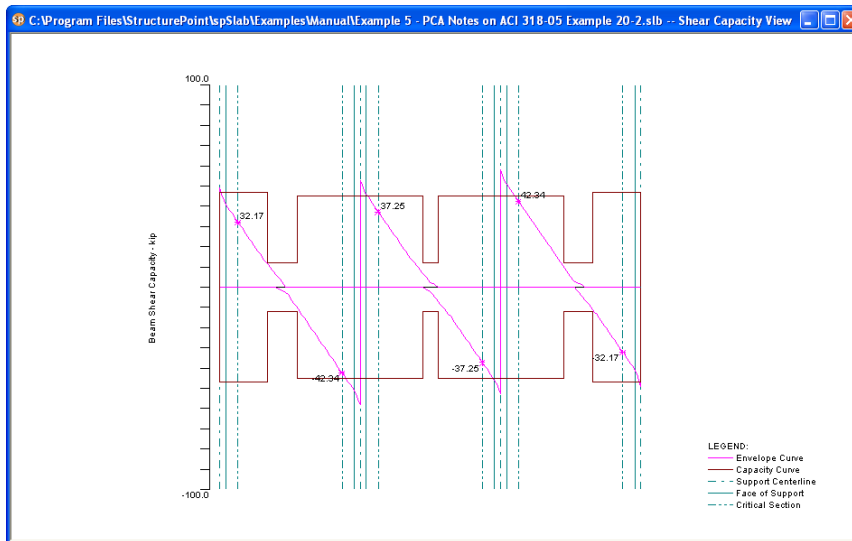 C:\Program Files\StructurePoint\spSlab\Examples\Manual\Example 5 - PCA Notes on ACI 318-05 Example 20-2.slb -- Shear Capacity View
100.0
Beam Shear Capacity - kip
32.17
37.25
42.34
-42.34
-37.25
-32.17
-100.0
LEGEND:
Envelope Curve
Capacity Curve
Support Centerline
Face of Support
Critical Section